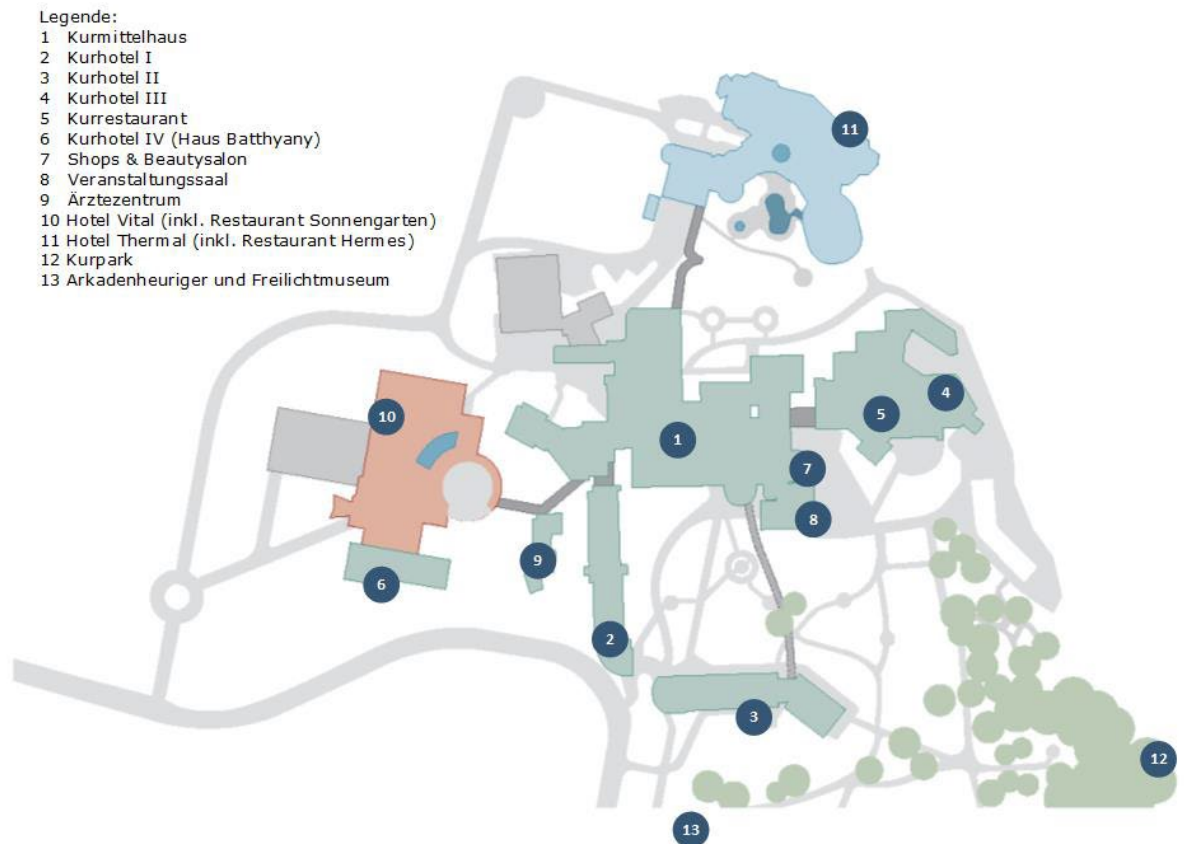 Legende:
1 Kurmittelhaus
2 Kurhotel I
3 Kurhotel II
4 Kurhotel III
5 Kurrestaurant
6 Kurhotel IV (Haus Batthyany)
7 Shops & Beautysalon
8 Veranstaltungssaal
9 Ärztezentrum
10 Hotel Vital (inkl. Restaurant Sonnengarten)
11 Hotel Thermal (inkl. Restaurant Hermes)
12 Kurpark
13 Arkadenheuriger und Freilichtmuseum
11
4
10
5
1
7
8
9
6
2
3
12
13